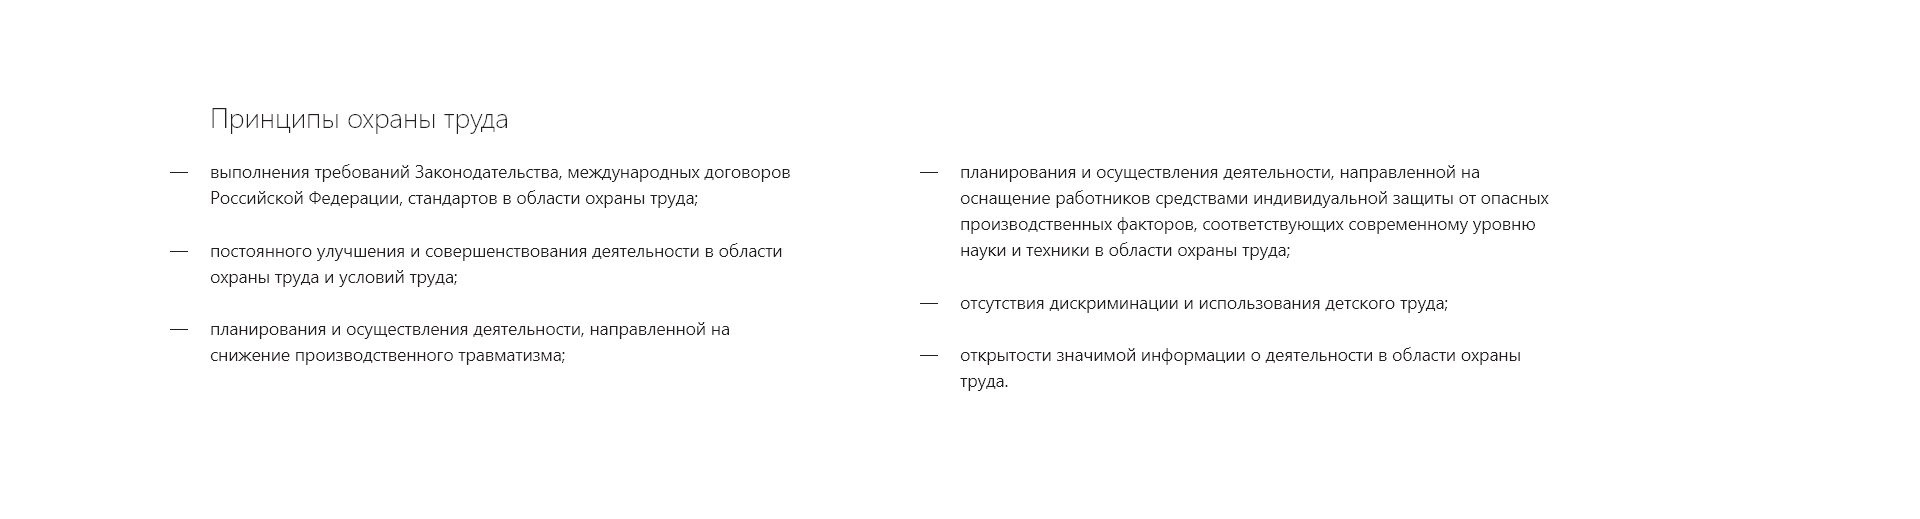 Принципы охраны труда
— выполнения требований Законодательства, международных договоров
Российской Федерации, стандартов в области охраны труда;
— постоянного улучшения и совершенствования деятельности в области
охраны труда и условий труда;
— планирования и осуществления деятельности, направленной на
снижение производственного травматизма;
— планирования и осуществления деятельности, направленной на
оснащение работников средствами индивидуальной защиты от опасных
производственных факторов, соответствующих современному уровню
науки и техники в области охраны труда;
— отсутствия дискриминации и использования детского труда;
— открытости значимой информации о деятельности в области охраны
труда.